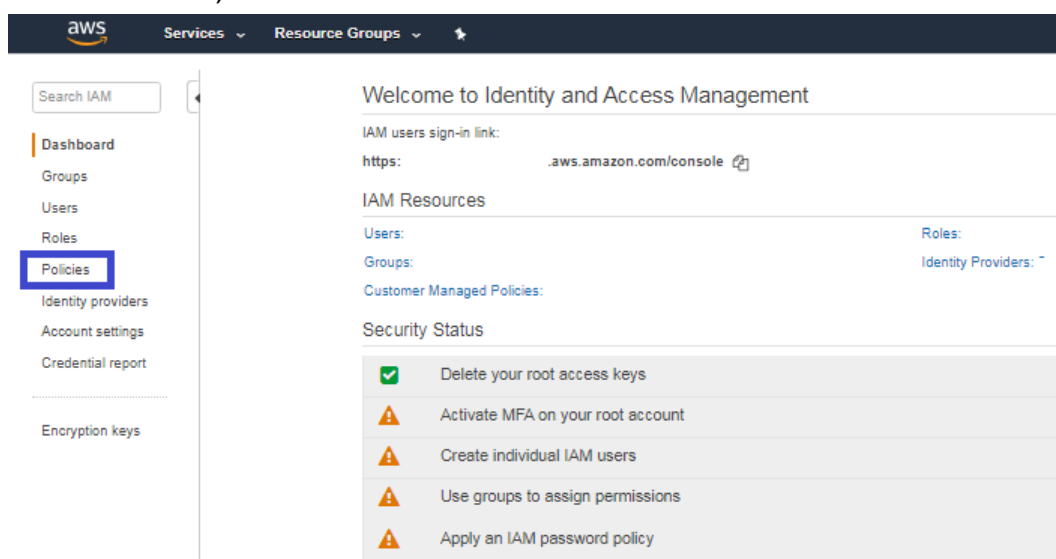 aws Services Resource Groups
Search IAM
Dashboard
Groups
Users
Roles
Policies
Identity providers
Account settings
Credential report
Encryption keys
Welcome to Identity and Access Management
IAM users sign-in link:
https: .aws.amazon.com/console
IAM Resources
Users: Roles:
Groups: Identity Providers:
Customer Managed Policies:
Security Status
Delete your root access keys
Activate MFA on your root account
Create individual IAM users
Use groups to assign permissions
Apply an IAM password policy